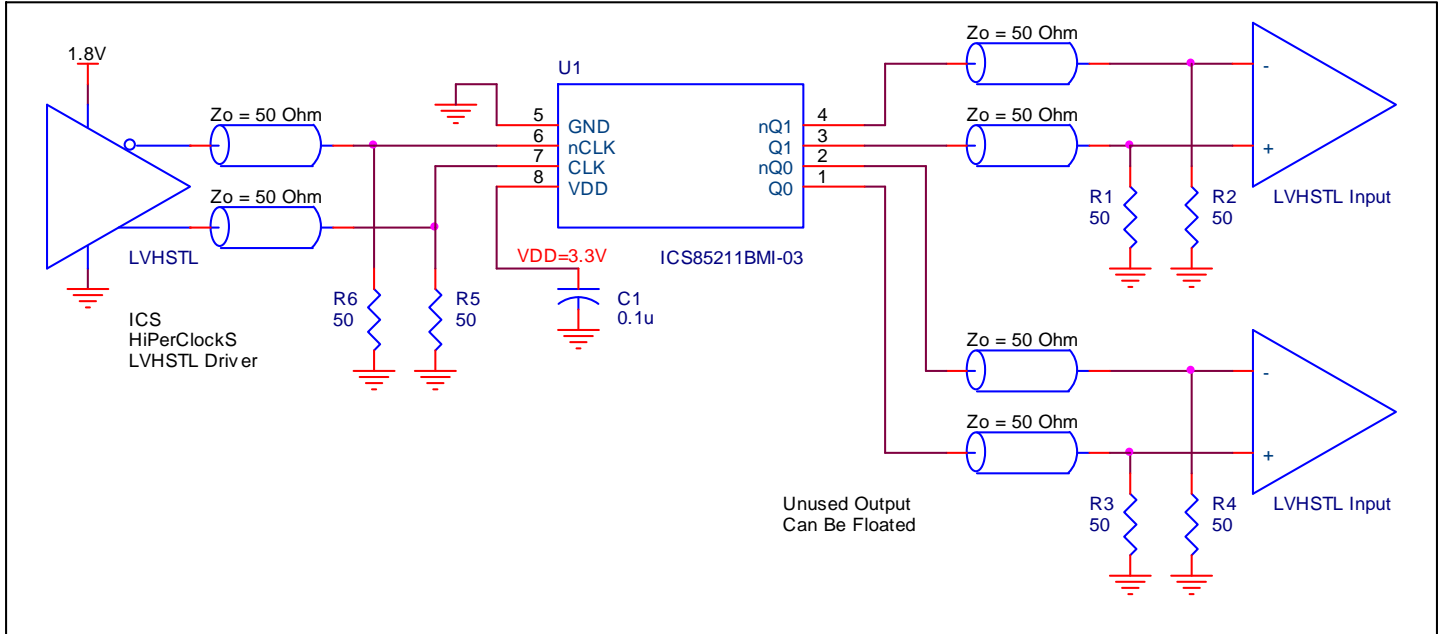 1.8V
Zo = 50 Ohm
Zo = 50 Ohm
LVHSTL
ICS
HiPerClockS
LVHSTL Driver
R6
50
R5
50
U1
5
GND
6
nCLK
7
CLK
8
VDD
4
nQ1
3
Q1
2
nQ0
1
Q0
ICS85211BMI-03
VDD=3.3V
C1
0.1u
Zo = 50 Ohm
Zo = 50 Ohm
-
+
R1
50
R2
50
LVHSTL Input
Zo = 50 Ohm
Zo = 50 Ohm
-
+
R3
50
R4
50
LVHSTL Input
Unused Output
Can Be Floated